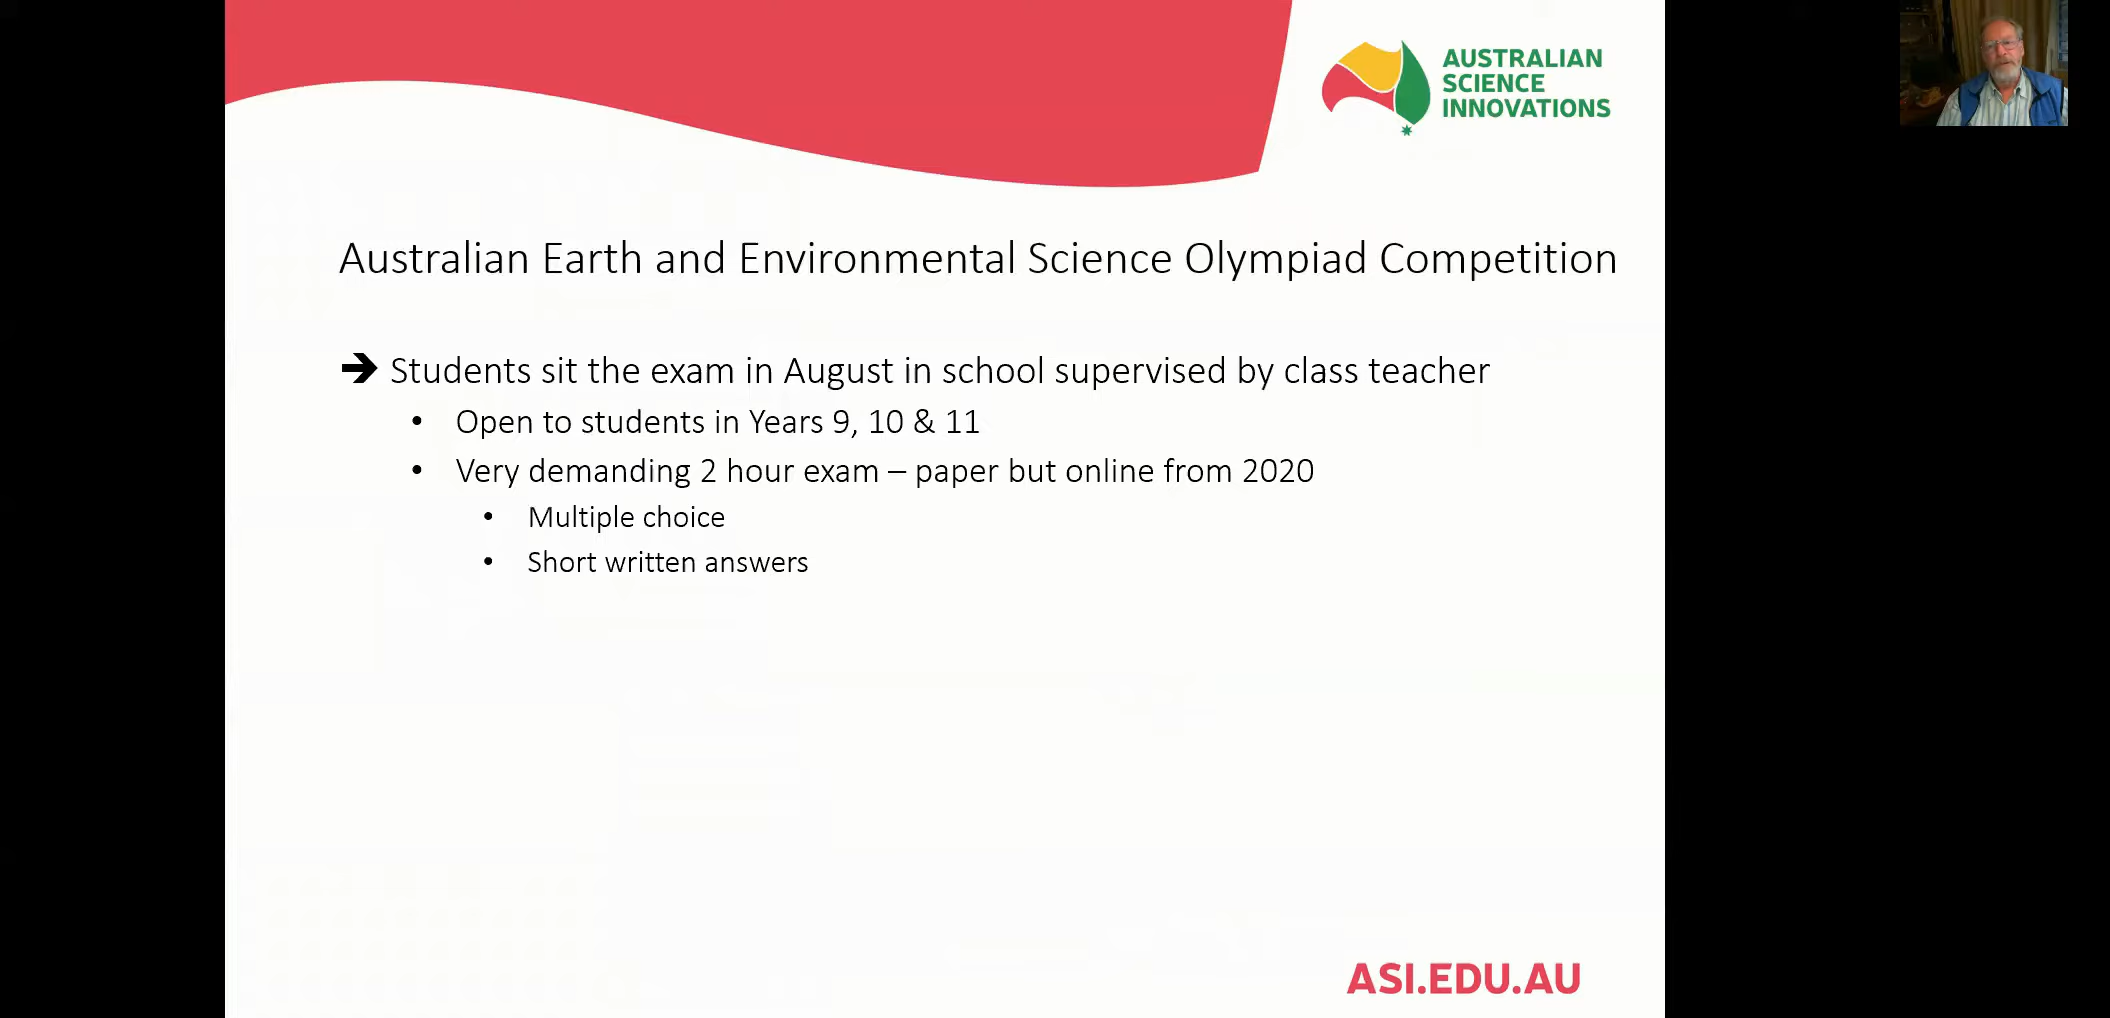 AUSTRALIAN
SCIENCE
INNOVATIONS
Australian Earth and Environmental Science Olympiad Competition
➔ Students sit the exam in August in school supervised by class teacher
• Open to students in Years 9, 10 & 11
• Very demanding 2 hour exam – paper but online from 2020
• Multiple choice
• Short written answers
ASI.EDU.AU